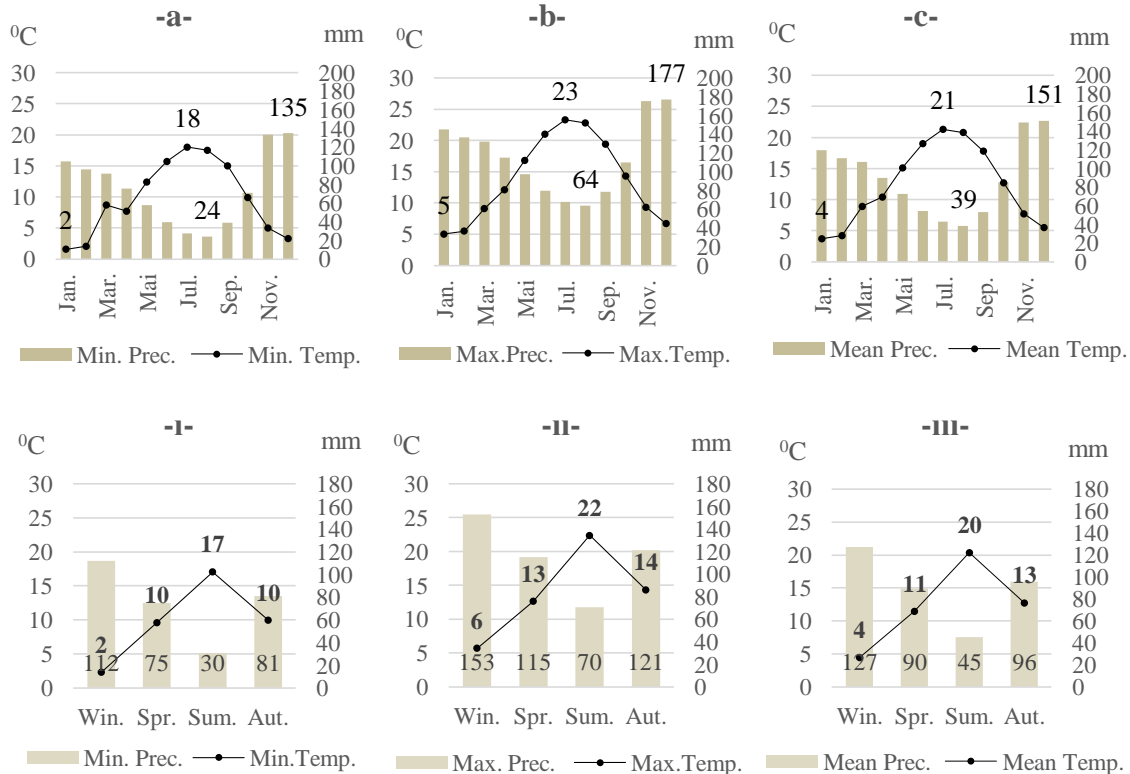 -a-
⁰C
mm
30
25
20
15
10
5
0
200
180
160
140
120
100
80
60
40
20
0
2
18
24
135
Jan.
Mar.
Mai
Jul.
Sep.
Nov.
Min. Prec.
Min. Temp.
-b-
⁰C
mm
30
25
20
15
10
5
0
200
180
160
140
120
100
80
60
40
20
0
5
23
64
177
Jan.
Mar.
Mai
Jul.
Sep.
Nov.
Max.Prec.
Max.Temp.
-c-
⁰C
mm
30
25
20
15
10
5
0
200
180
160
140
120
100
80
60
40
20
0
4
21
39
151
Jan.
Mar.
Mai
Jul.
Sep.
Nov.
Mean Prec.
Mean Temp.
-i-
⁰C
mm
30
25
20
15
10
5
0
180
160
140
120
100
80
60
40
20
0
2
10
17
10
112
75
30
81
Win.
Spr.
Sum.
Aut.
Min. Prec.
Min.Temp.
-ii-
⁰C
mm
30
25
20
15
10
5
0
180
160
140
120
100
80
60
40
20
0
6
13
22
14
153
115
70
121
Win.
Spr.
Sum.
Aut.
Max. Prec.
Max.Temp.
-iii-
⁰C
mm
30
25
20
15
10
5
0
180
160
140
120
100
80
60
40
20
0
4
11
20
13
127
90
45
96
Win.
Spr.
Sum.
Aut.
Mean Prec.
Mean Temp.